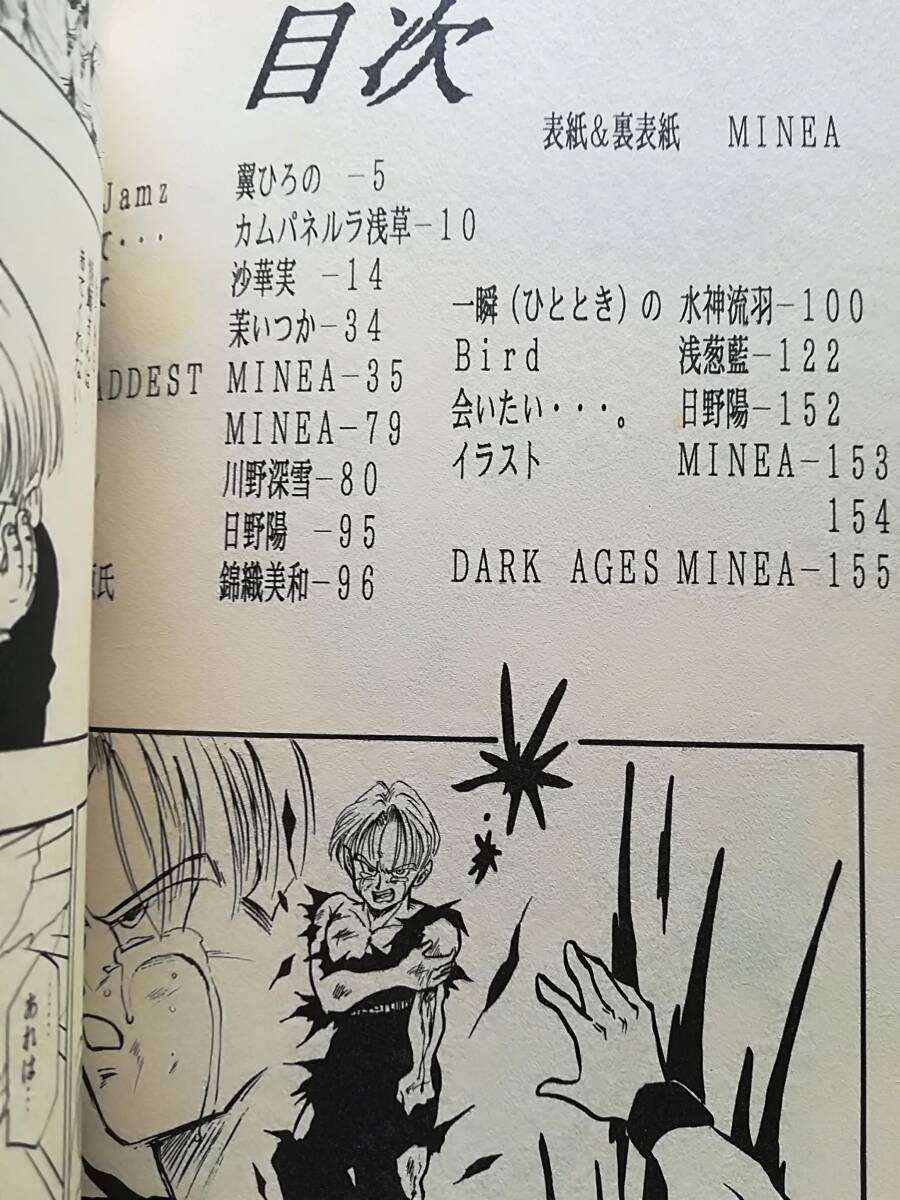 目次
表紙&裏表紙　MINEA
Jamz　翼ひろの　-5
て・・・　カムパネルラ浅草-10
て　沙華実　-14
茉いつか-34
ADDEST　MINEA-35
MINEA-79
川野深雪-80
日野陽　-95
氏　錦織美和-96
一瞬(ひととき)の　水神流羽-100
Bird　浅葱藍-122
会いたい・・・。　日野陽-152
イラスト　MINEA-153
154
DARK AGES　MINEA-155
………
あれは…